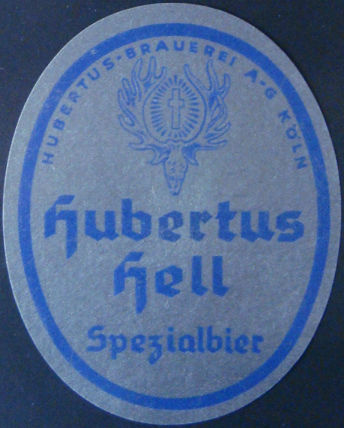 HUBERTUS-BRAUEREI A-G KÖLN
Hubertus
Hell
Spezialbier